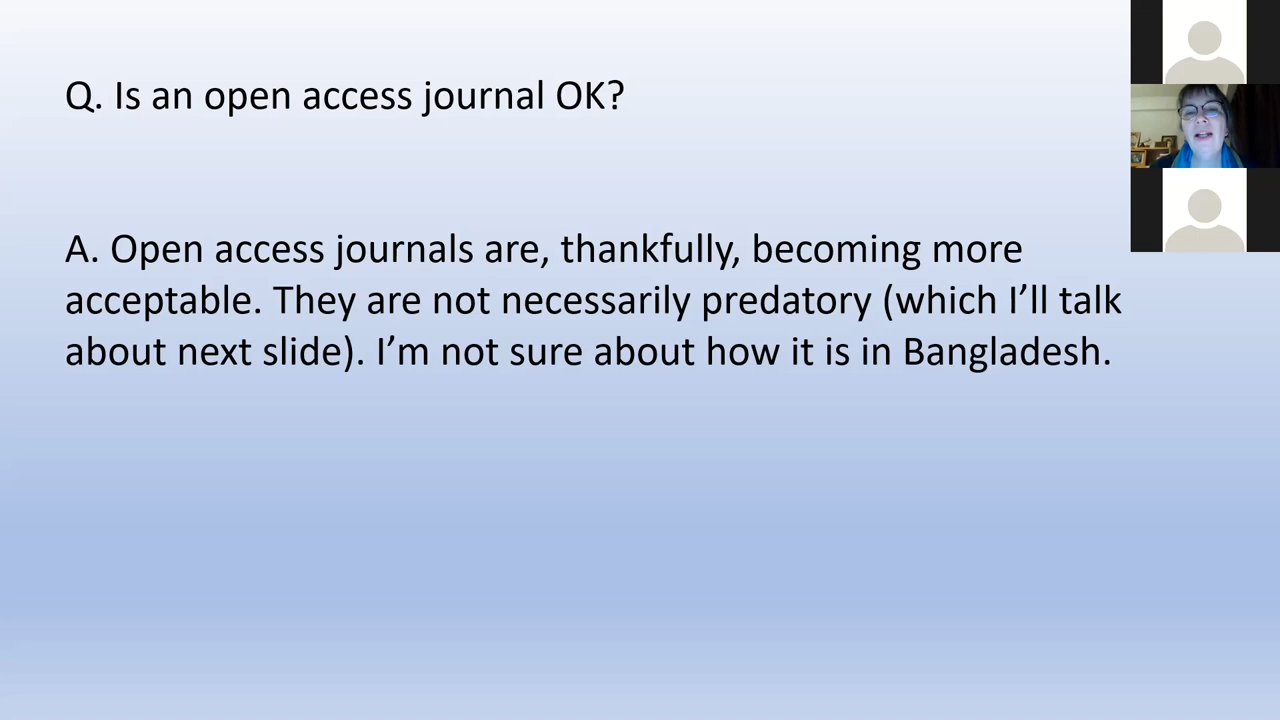 Q. Is an open access journal OK?
A. Open access journals are, thankfully, becoming more
acceptable. They are not necessarily predatory (which I’ll talk
about next slide). I’m not sure about how it is in Bangladesh.